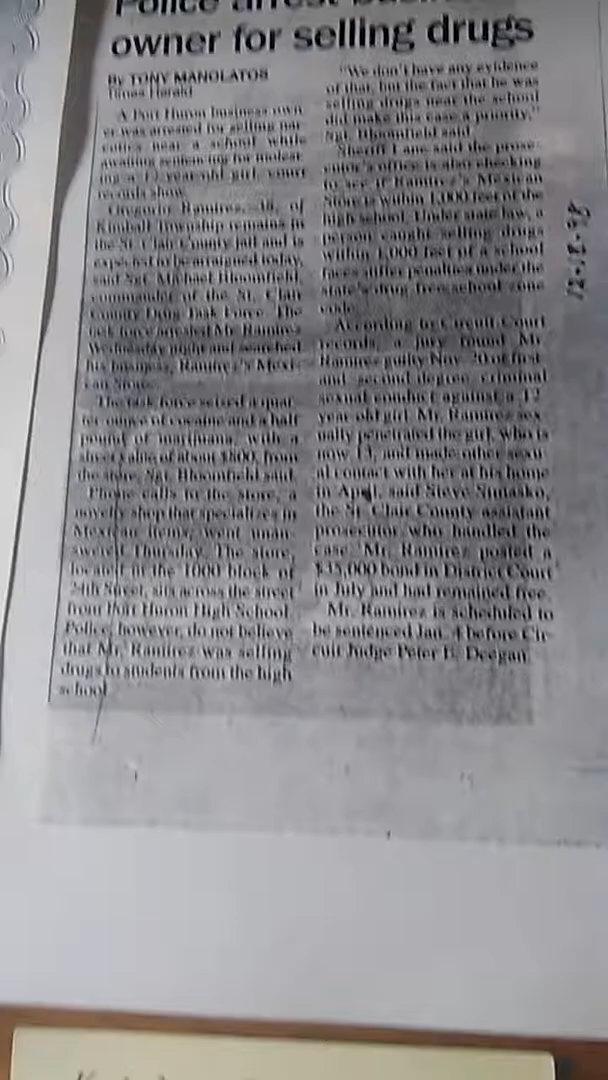 Police arrest
owner for selling drugs
By TONY MANOLATOS
Times Herald
A Port Huron business own-
er was arrested for selling nar-
cotics near a school while
awaiting sentencing for molest-
ing a 12-year-old girl, court
records show.
Gregorio Ramirez, 38, of
Kimball Township remains in
the St. Clair County jail and is
expected to be arraigned today,
said Sgt. Michael Bloomfield,
commander of the St. Clair
County Drug Task Force. The
task force arrested Mr. Ramirez
Wednesday night and searched
his business, Ramirez's Mexi-
can Store.
The task force seized a quar-
ter ounce of cocaine and a half
pound of marijuana, with a
street value of about $800, from
the store, Sgt. Bloomfield said.
Phone calls to the store, a
novelty shop that specializes in
Mexican items, went unan-
swered Thursday. The store,
located in the 1000 block of
24th Street, sits across the street
from Port Huron High School.
Police, however, do not believe
that Mr. Ramirez was selling
drugs to students from the high
school.
"We don't have any evidence
of that, but the fact that he was
selling drugs near the school
did make this case a priority,"
Sgt. Bloomfield said.
Sheriff Lane said the prose-
cutor's office is also checking
to see if Ramirez's Mexican
Store is within 1,000 feet of the
high school. Under state law, a
person caught selling drugs
within 1,000 feet of a school
faces stiffer penalties under the
state's drug-free school zone
code.
According to Circuit Court
records, a jury found Mr.
Ramirez guilty Nov. 20 of first-
and second-degree criminal
sexual conduct against a 12-
year-old girl. Mr. Ramirez sex-
ually penetrated the girl, who is
now 13, and made other sexu-
al contact with her at his home
in April, said Steve
the St. Clair County assistant
prosecutor who handled the
case. Mr. Ramirez posted a
$35,000 bond in District Court
in July and had remained free.
Mr. Ramirez is scheduled to
be sentenced Jan. 4 before Cir-
cuit Judge Peter E. Deegan.
12-18-98